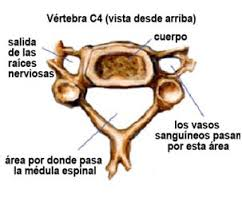 Vértebra C4 (vista desde arriba)
salida
de las
raíces
nerviosas
cuerpo
los vasos
sanguíneos pasan
por esta área
área por donde pasa
la médula espinal